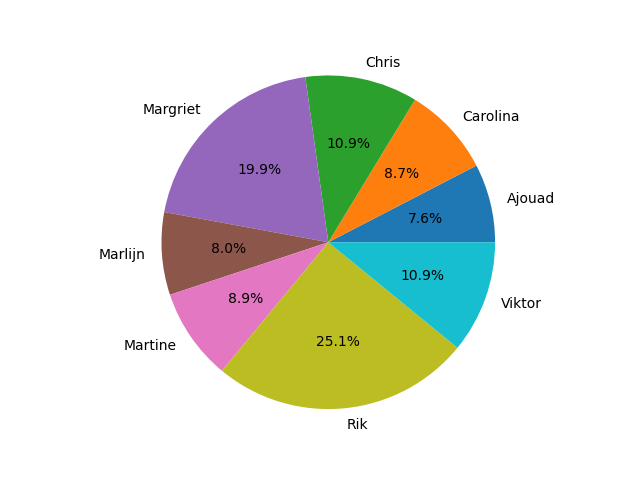 Chris
Margriet
Carolina
10.9%
19.9%
8.7%
Ajouad
7.6%
Marlijn
8.0%
10.9%
8.9%
Viktor
Martine
25.1%
Rik